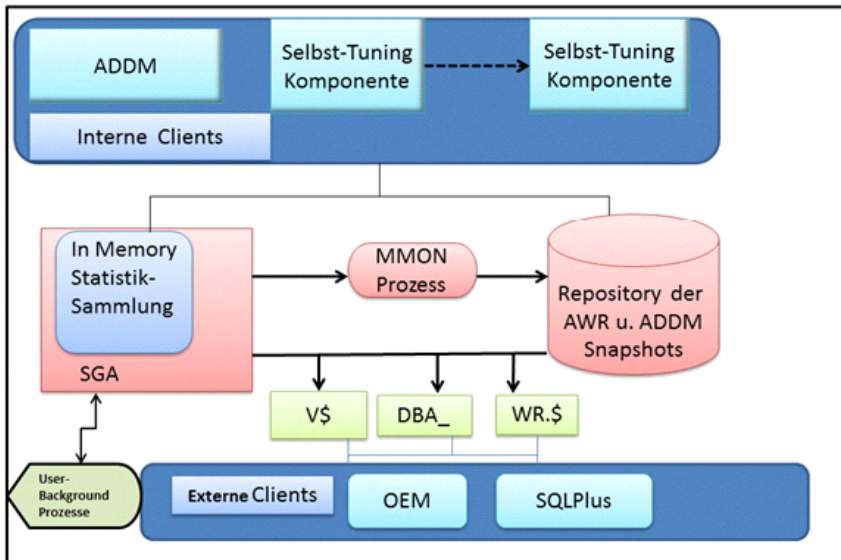 ADDM
Selbst-Tuning
Komponente
Selbst-Tuning
Komponente
Interne Clients
In Memory
Statistik-
Sammlung
SGA
MMON
Prozess
Repository der
AWR u. ADDM
Snapshots
V$
DBA_
WR.$
User-
Background
Prozesse
Externe Clients
OEM
SQLPlus